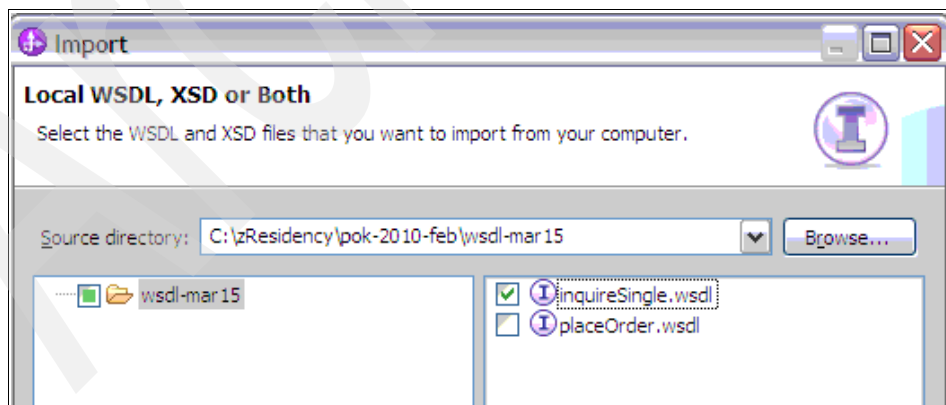 Import
Local WSDL, XSD or Both
Select the WSDL and XSD files that you want to import from your computer.
Source directory: C:\zResidency\pok-2010-feb\wsdl-mar15 Browse...
wsdl-mar15
inquireSingle.wsdl
placeOrder.wsdl